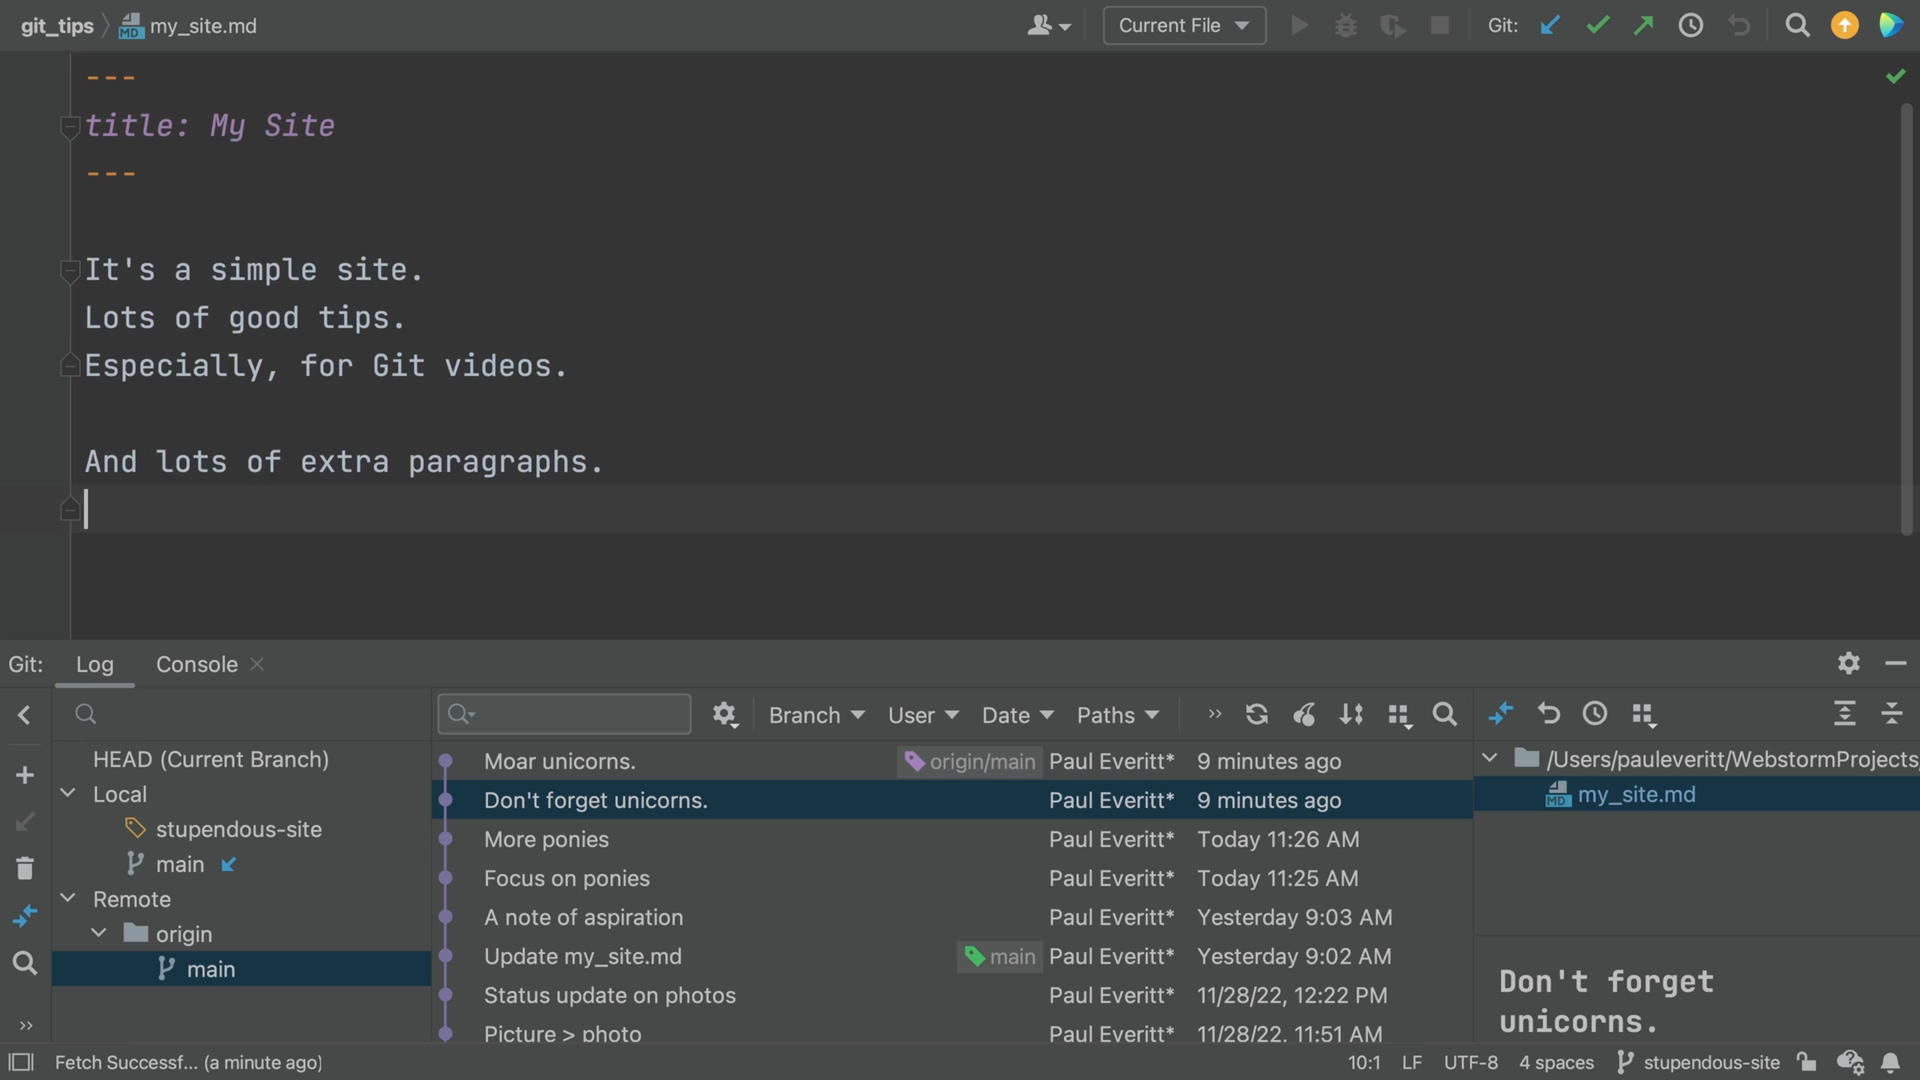 git_tips my_site.md Current File Git:
---
title: My Site
---
It's a simple site.
Lots of good tips.
Especially, for Git videos.
And lots of extra paragraphs.
Git: Log Console
Branch User Date Paths
HEAD (Current Branch)
Local
stupendous-site
main
Remote
origin
main
Moar unicorns. origin/main Paul Everitt* 9 minutes ago
Don't forget unicorns. Paul Everitt* 9 minutes ago
More ponies Paul Everitt* Today 11:26 AM
Focus on ponies Paul Everitt* Today 11:25 AM
A note of aspiration Paul Everitt* Yesterday 9:03 AM
Update my_site.md main Paul Everitt* Yesterday 9:02 AM
Status update on photos Paul Everitt* 11/28/22, 12:22 PM
Picture > photo Paul Everitt* 11/28/22, 11:51 AM
/Users/pauleveritt/WebstormProjects
MD my_site.md
Don't forget
unicorns.
Fetch Successf... (a minute ago) 10:1 LF UTF-8 4 spaces stupendous-site